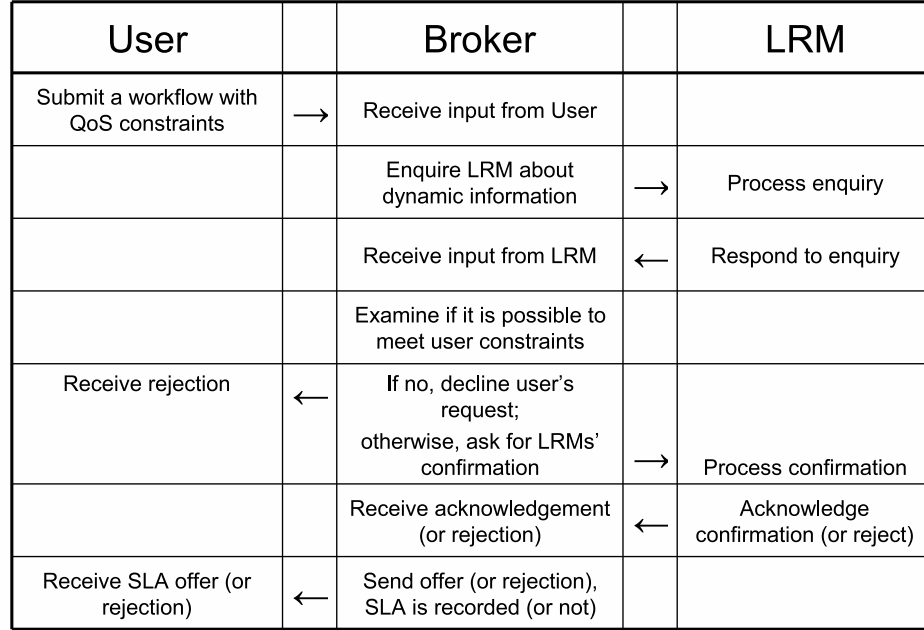 User
Broker
LRM
Submit a workflow with
QoS constraints
→
Receive input from User
Enquire LRM about
dynamic information
→
Process enquiry
Receive input from LRM
←
Respond to enquiry
Examine if it is possible to
meet user constraints
Receive rejection
←
If no, decline user's
request;
otherwise, ask for LRMs'
confirmation
→
Process confirmation
Receive acknowledgement
(or rejection)
←
Acknowledge
confirmation (or reject)
Receive SLA offer (or
rejection)
←
Send offer (or rejection),
SLA is recorded (or not)